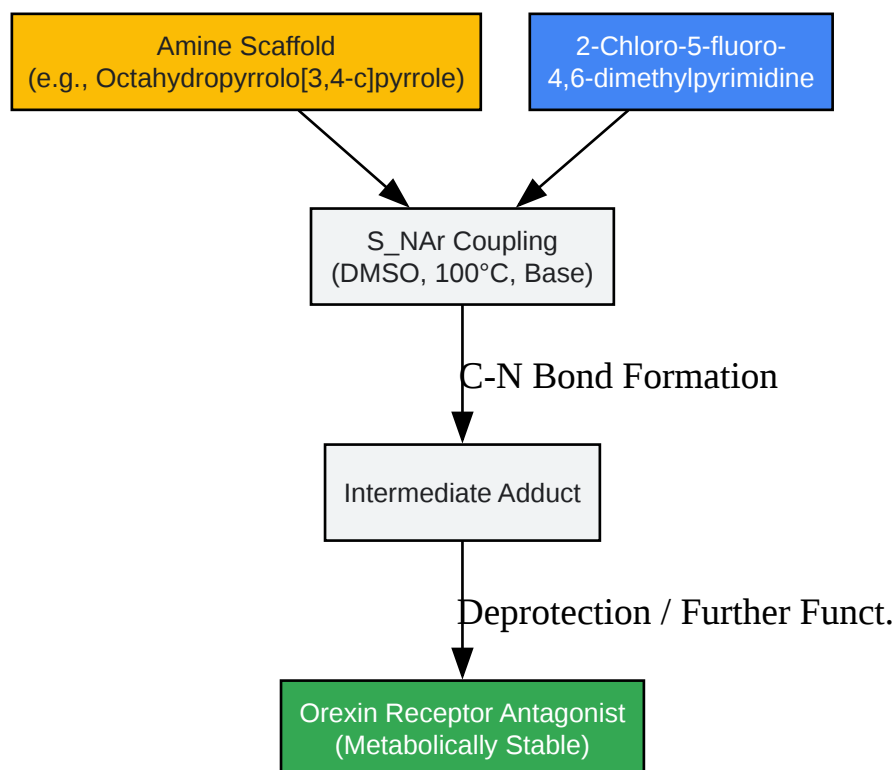 Amine Scaffold
(e.g., Octahydropyrrolo[3,4-c]pyrrole)
2-Chloro-5-fluoro-
4,6-dimethylpyrimidine
S_NAr Coupling
(DMSO, 100°C, Base)
C-N Bond Formation
Intermediate Adduct
Deprotection / Further Funct.
Orexin Receptor Antagonist
(Metabolically Stable)